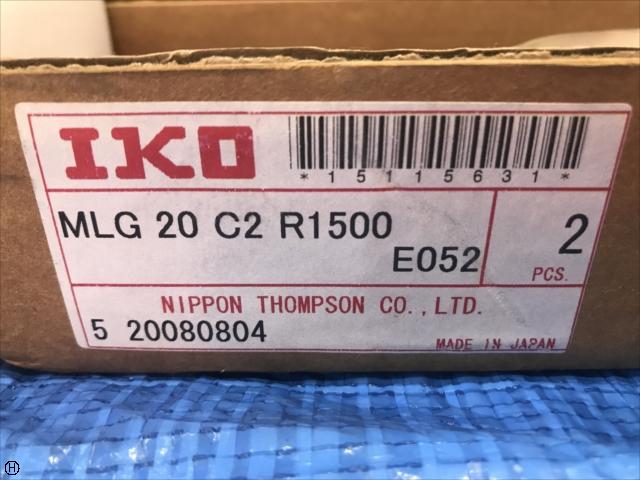 IKO
*15115631*
MLG 20 C2 R1500
E052
2
PCS.
NIPPON THOMPSON CO.,LTD.
5 20080804
MADE IN JAPAN
H